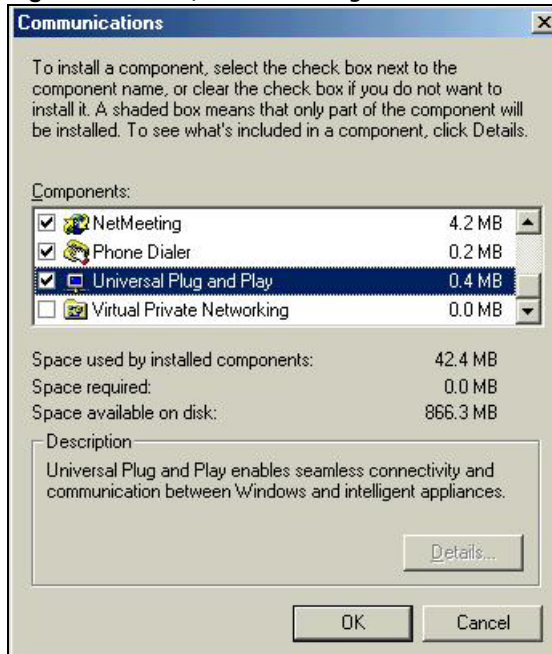 Communications
To install a component, select the check box next to the
component name, or clear the check box if you do not want to
install it. A shaded box means that only part of the component will
be installed. To see what's included in a component, click Details.
Components:
NetMeeting 4.2 MB
Phone Dialer 0.2 MB
Universal Plug and Play 0.4 MB
Virtual Private Networking 0.0 MB
Space used by installed components: 42.4 MB
Space required: 0.0 MB
Space available on disk: 866.3 MB
Description
Universal Plug and Play enables seamless connectivity and
communication between Windows and intelligent appliances.
Details...
OK Cancel